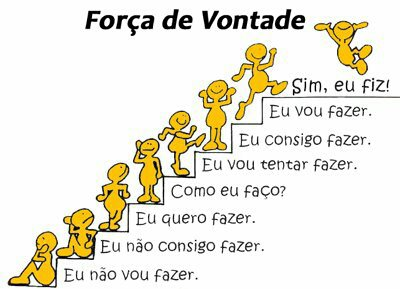 Força de Vontade
Sim, eu fiz!
Eu vou fazer.
Eu consigo fazer.
Eu vou tentar fazer.
Como eu faço?
Eu quero fazer.
Eu não consigo fazer.
Eu não vou fazer.